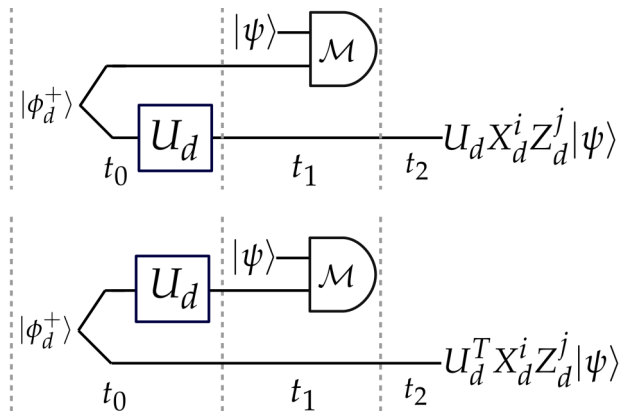 |ψ⟩
ℳ
|ϕ_d^+⟩
U_d
U_d X_d^i Z_d^j |ψ⟩
t_0 t_1 t_2
|ψ⟩
U_d
ℳ
|ϕ_d^+⟩
U_d^T X_d^i Z_d^j |ψ⟩
t_0 t_1 t_2